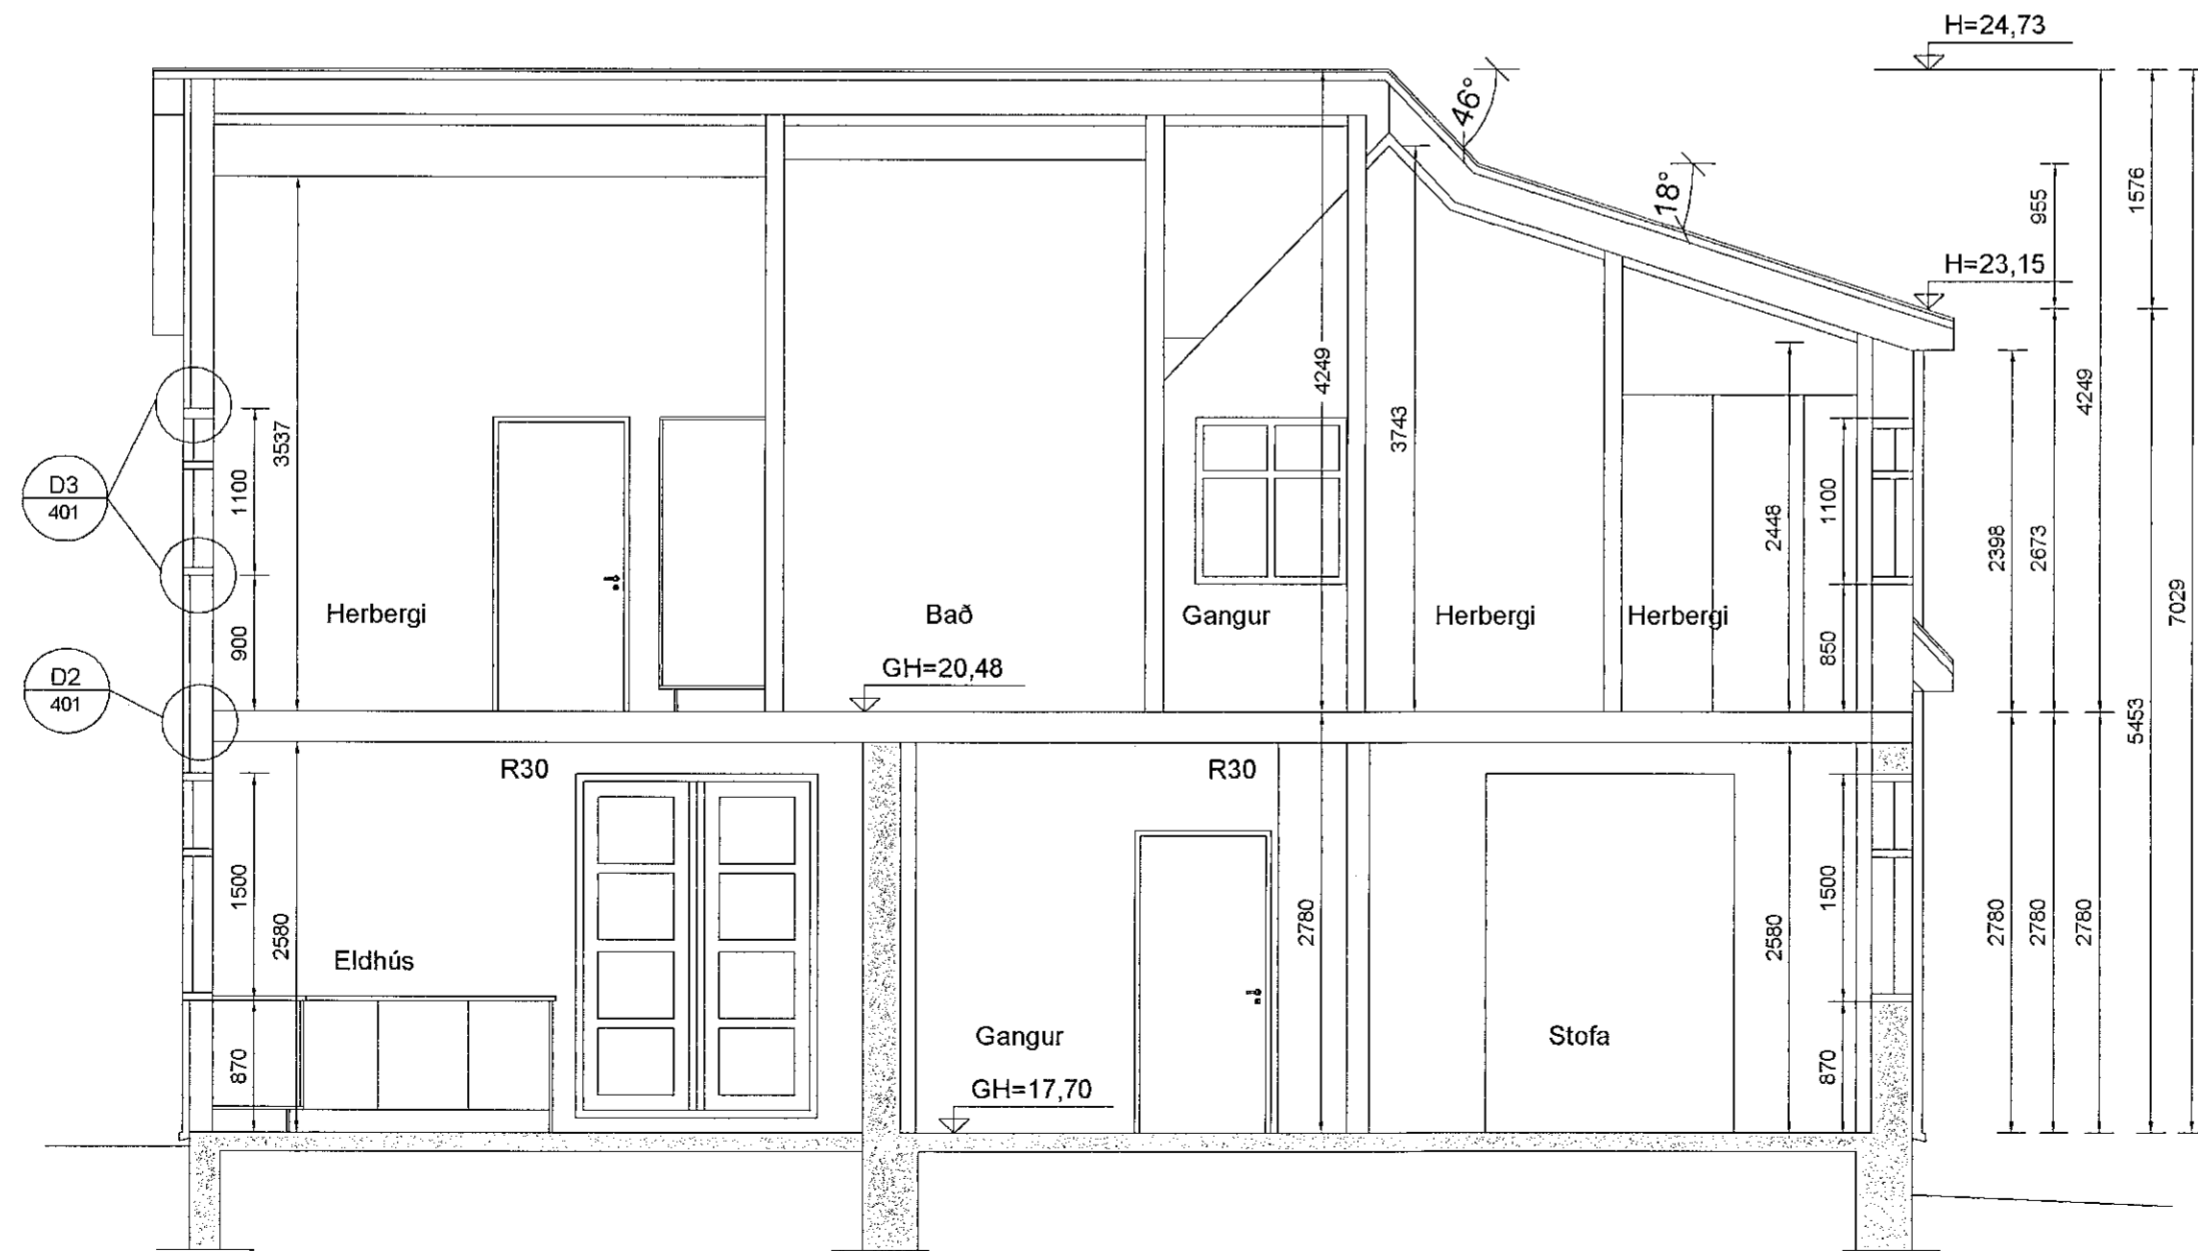 H=24,73
46°
18°
955
1576
H=23,15
4249
4249
3537
3743
D3
401
1100
900
2448
1100
850
2398
2673
7029
Herbergi
Bað
Gangur
Herbergi
Herbergi
GH=20,48
D2
401
5453
R30
R30
1500
2580
2780
2580
1500
2780
2780
2780
Eldhús
Gangur
Stofa
870
870
GH=17,70